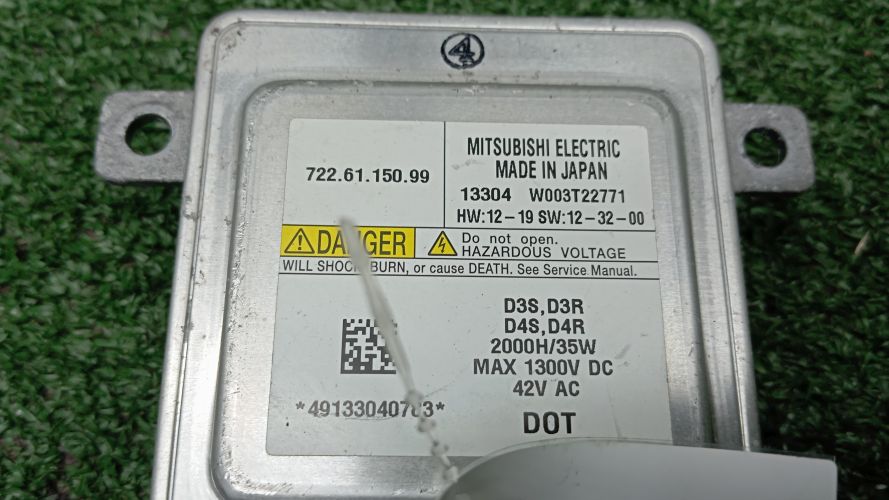 4
722.61.150.99
MITSUBISHI ELECTRIC
MADE IN JAPAN
13304 W003T22771
HW:12-19 SW:12-32-00
DANGER
Do not open.
HAZARDOUS VOLTAGE
WILL SHOCK, BURN, or cause DEATH. See Service Manual.
D3S,D3R
D4S,D4R
2000H/35W
MAX 1300V DC
42V AC
DOT